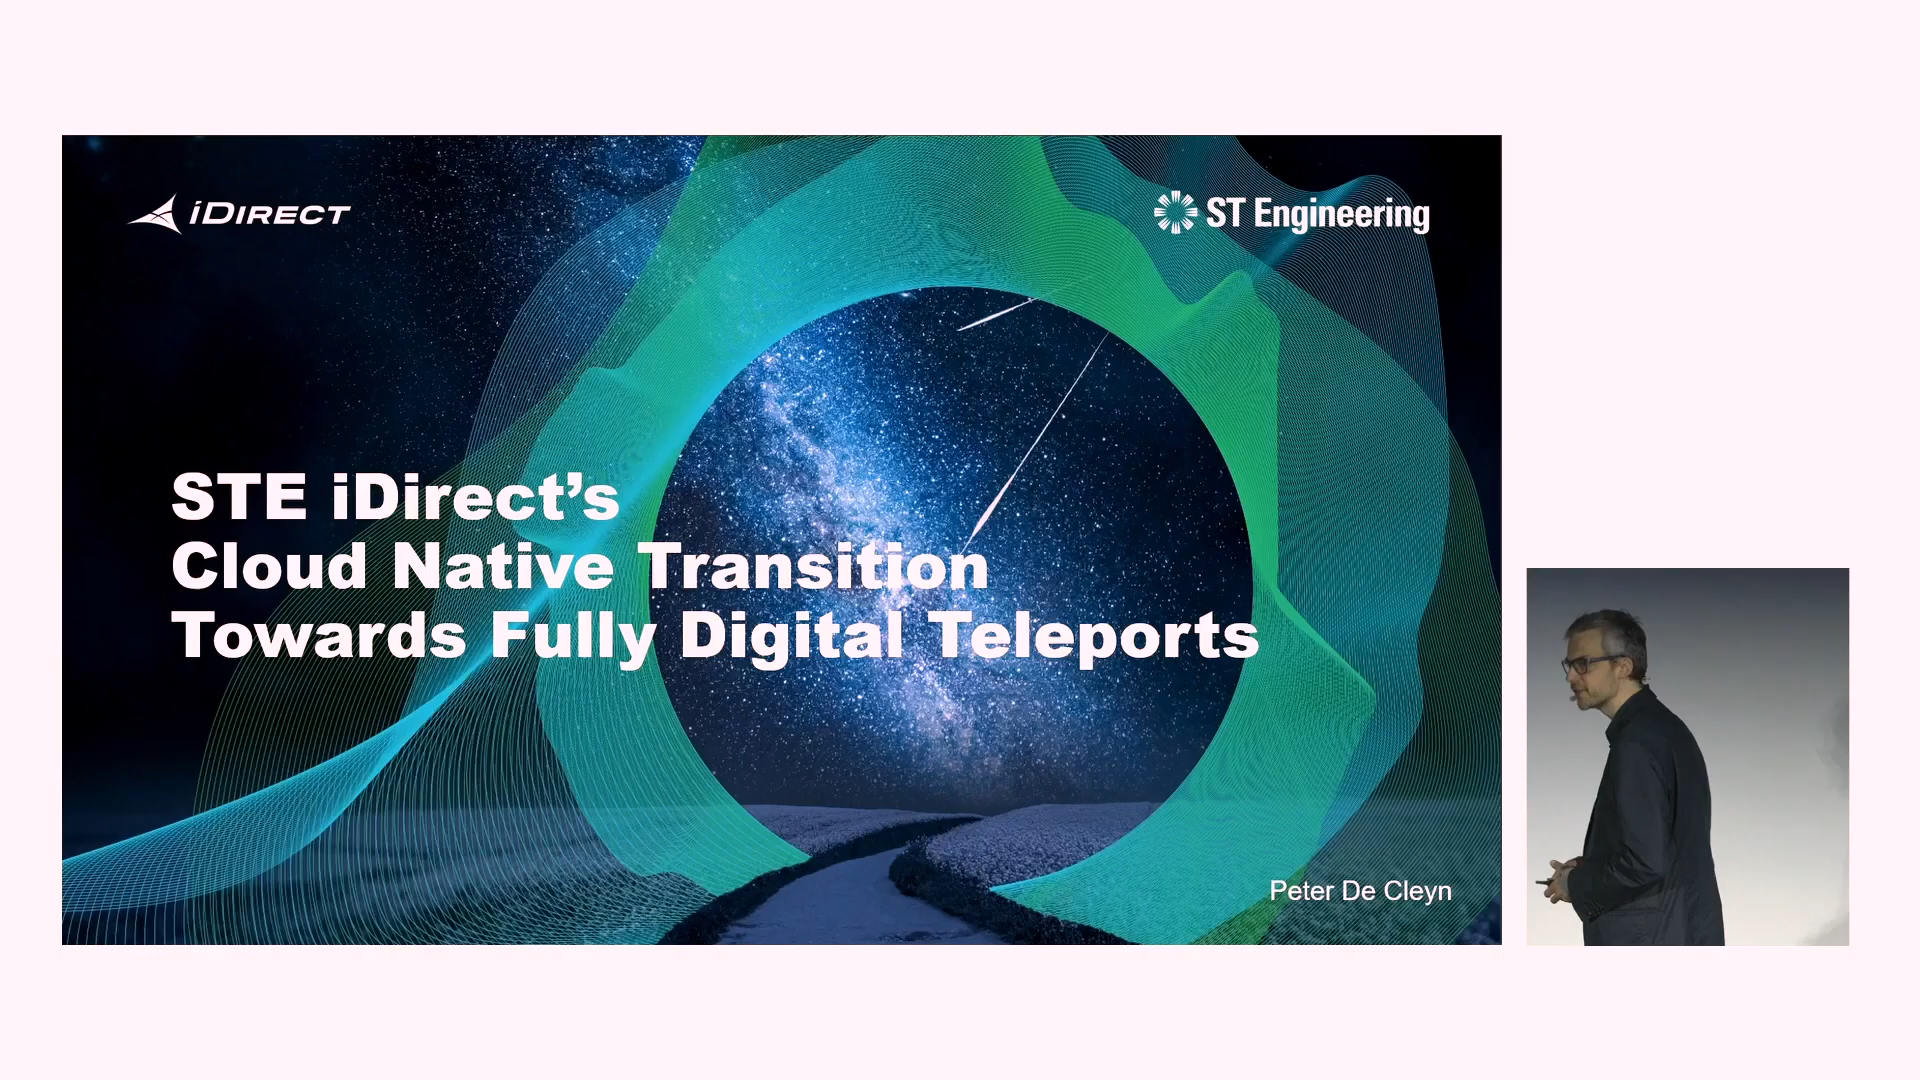 iDIRECT
ST Engineering
STE iDirect’s
Cloud Native Transition
Towards Fully Digital Teleports
Peter De Cleyn